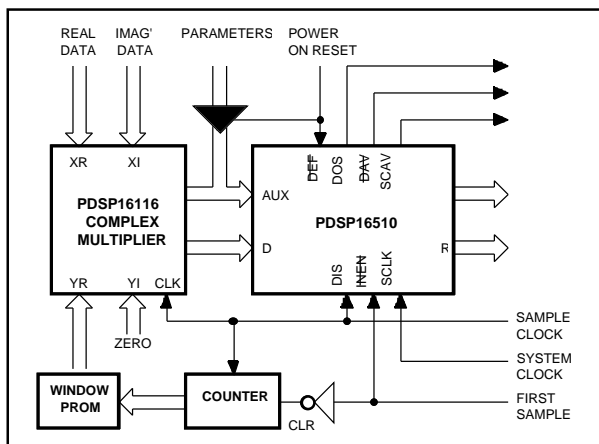 REAL DATA
IMAG' DATA
PARAMETERS
POWER ON RESET
XR
XI
PDSP16116
COMPLEX
MULTIPLIER
YR
YI
CLK
ZERO
DEF
DOS
DAV
SCAV
AUX
PDSP16510
D
R
DIS
INEN
SCLK
SAMPLE
CLOCK
SYSTEM
CLOCK
WINDOW
PROM
COUNTER
CLR
FIRST
SAMPLE